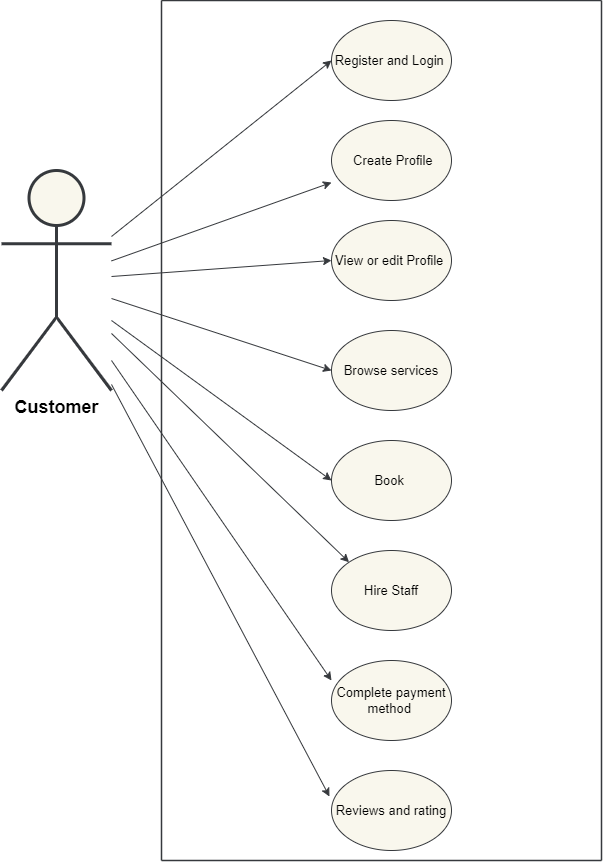 Register and Login
Create Profile
View or edit Profile
Browse services
Customer
Book
Hire Staff
Complete payment
method
Reviews and rating